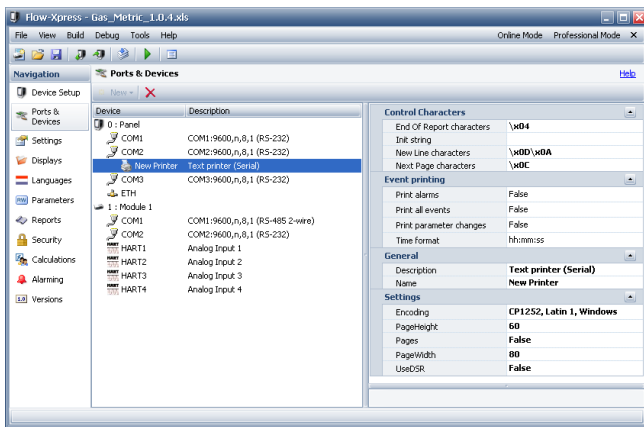 Flow-Xpress - Gas_Metric_1.0.4.xls
File View Build Debug Tools Help Online Mode Professional Mode X
Navigation
Device Setup
Ports & Devices
Settings
Displays
Languages
Parameters
Reports
Security
Calculations
Alarming
1.0 Versions
Ports & Devices Help
New
Device Description
0 : Panel
COM1 COM1:9600,n,8,1 (RS-232)
COM2 COM2:9600,n,8,1 (RS-232)
New Printer Text printer (Serial)
COM3 COM3:9600,n,8,1 (RS-232)
ETH
1 : Module 1
COM1 COM1:9600,n,8,1 (RS-485 2-wire)
COM2 COM2:9600,n,8,1 (RS-232)
HART HART1 Analog Input 1
HART HART2 Analog Input 2
HART HART3 Analog Input 3
HART HART4 Analog Input 4
Control Characters
End Of Report characters \x04
Init string
New Line characters \x0D\x0A
Next Page characters \x0C
Event printing
Print alarms False
Print all events False
Print parameter changes False
Time format hh:mm:ss
General
Description Text printer (Serial)
Name New Printer
Settings
Encoding CP1252, Latin 1, Windows
PageHeight 60
Pages False
PageWidth 80
UseDSR False